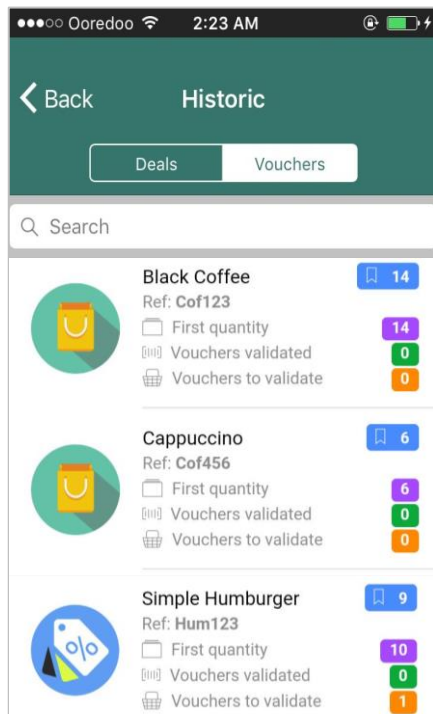 Ooredoo 2:23 AM
Back Historic
Deals Vouchers
Search
Black Coffee 14
Ref: Cof123
First quantity 14
Vouchers validated 0
Vouchers to validate 0
Cappuccino 6
Ref: Cof456
First quantity 6
Vouchers validated 0
Vouchers to validate 0
Simple Humburger 9
Ref: Hum123
First quantity 10
Vouchers validated 0
Vouchers to validate 1